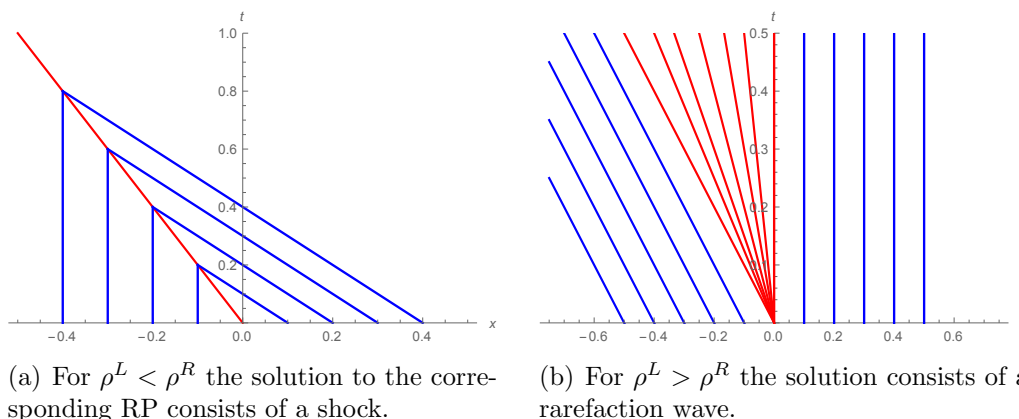 t
1.0
0.8
0.6
0.4
0.2
−0.4 −0.2 0.0 0.2 0.4 x
t
0.5
0.4
0.3
0.2
−0.6 −0.4 −0.2 0.0 0.2 0.4 0.6
(a) For ρ^L < ρ^R the solution to the corre-
sponding RP consists of a shock.
(b) For ρ^L > ρ^R the solution consists of a
rarefaction wave.